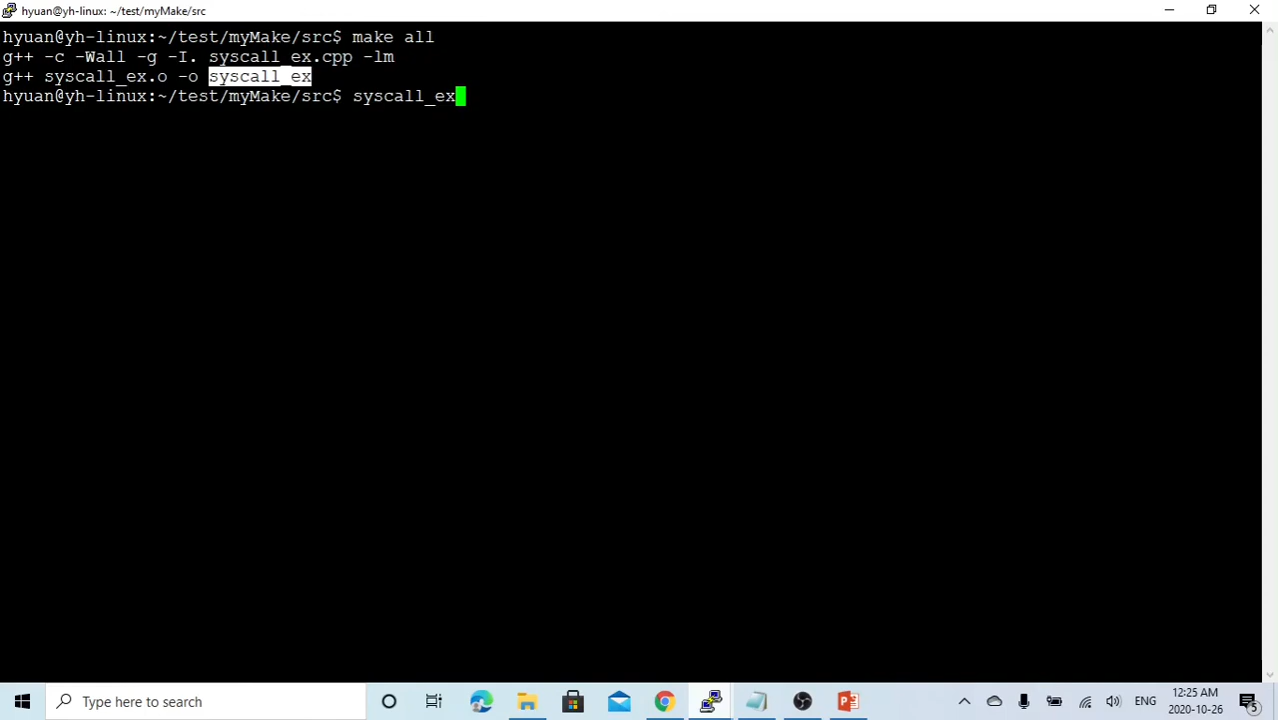 hyuan@yh-linux: ~/test/myMake/src
hyuan@yh-linux:~/test/myMake/src$ make all
g++ -c -Wall -g -I. syscall_ex.cpp -lm
g++ syscall_ex.o -o syscall_ex
hyuan@yh-linux:~/test/myMake/src$ syscall_ex
Type here to search
ENG
12:25 AM
2020-10-26
5